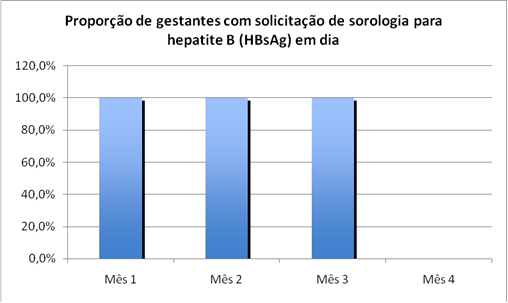 Proporção de gestantes com solicitação de sorologia para
hepatite B (HBsAg) em dia
120,0%
100,0%
80,0%
60,0%
40,0%
20,0%
0,0%
Mês 1 Mês 2 Mês 3 Mês 4